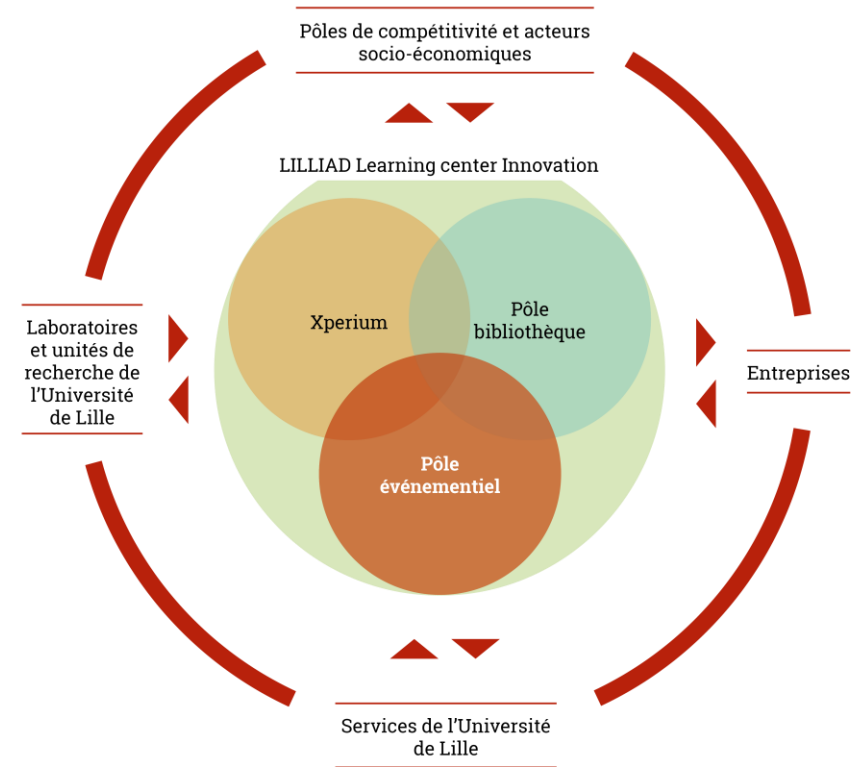 Pôles de compétitivité et acteurs
socio-économiques
LILLIAD Learning center Innovation
Xperium
Pôle
bibliothèque
Laboratoires
et unités de
recherche de
l’Université
de Lille
Entreprises
Pôle
événementiel
Services de l’Université
de Lille